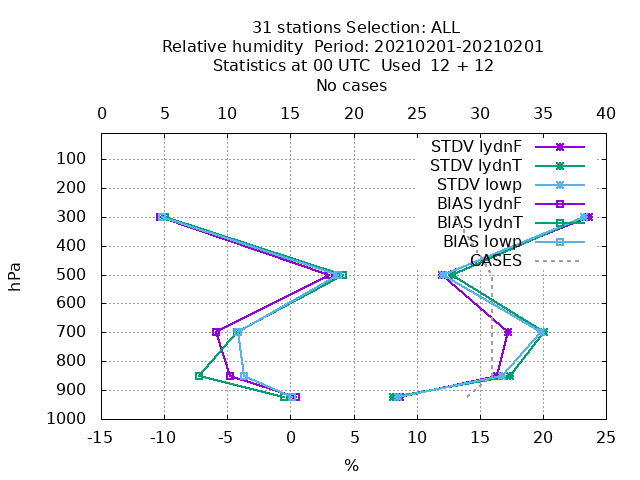 31 stations Selection: ALL
Relative humidity  Period: 20210201-20210201
Statistics at 00 UTC  Used  12 + 12
No cases
0 5 10 15 20 25 30 35 40
STDV lydnF
STDV lydnT
STDV lowp
BIAS lydnF
BIAS lydnT
BIAS lowp
CASES
100
200
300
400
500
600
700
800
900
1000
hPa
-15 -10 -5 0 5 10 15 20 25
%